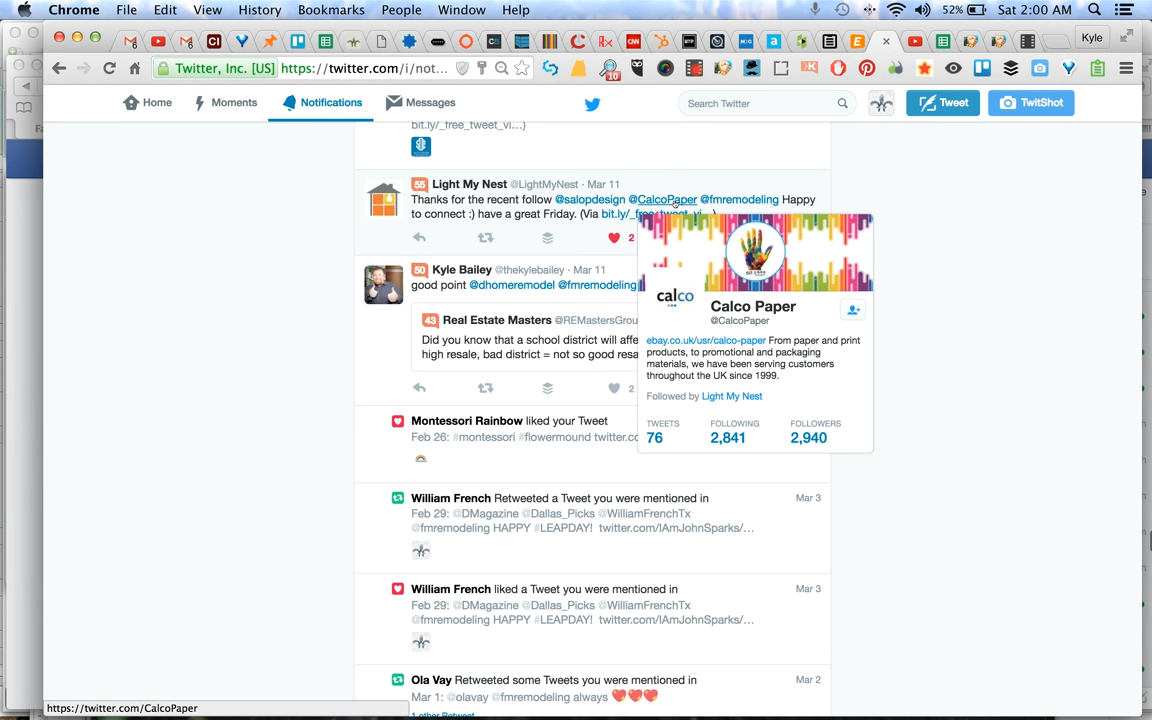 Chrome File Edit View History Bookmarks People Window Help 52% Sat 2:00 AM
Kyle
Twitter, Inc. [US] https://twitter.com/i/not...
10
Home Moments Notifications Messages Search Twitter Tweet TwitShot
bit.ly/_free_tweet_vi...)
55 Light My Nest @LightMyNest · Mar 11
Thanks for the recent follow @salopdesign @CalcoPaper @fmremodeling Happy
to connect :) have a great Friday. (Via bit.ly/_free_tweet_vi...)
2
50 Kyle Bailey @thekylebailey · Mar 11
good point @dhomeremodel @fmremodeling
43 Real Estate Masters @REMastersGrou
Did you know that a school district will affe
high resale, bad district = not so good resa
2
calco
est 1999
Calco Paper
@CalcoPaper
ebay.co.uk/usr/calco-paper From paper and print
products, to promotional and packaging
materials, we have been serving customers
throughout the UK since 1999.
Followed by Light My Nest
TWEETS FOLLOWING FOLLOWERS
76 2,841 2,940
Montessori Rainbow liked your Tweet
Feb 26: #montessori #flowermound twitter.co
William French Retweeted a Tweet you were mentioned in Mar 3
Feb 29: @DMagazine @Dallas_Picks @WilliamFrenchTx
@fmremodeling HAPPY #LEAPDAY! twitter.com/IAmJohnSparks/...
William French liked a Tweet you were mentioned in Mar 3
Feb 29: @DMagazine @Dallas_Picks @WilliamFrenchTx
@fmremodeling HAPPY #LEAPDAY! twitter.com/IAmJohnSparks/...
Ola Vay Retweeted some Tweets you were mentioned in Mar 2
Mar 1: @olavay @fmremodeling always
1 other Retweet
https://twitter.com/CalcoPaper